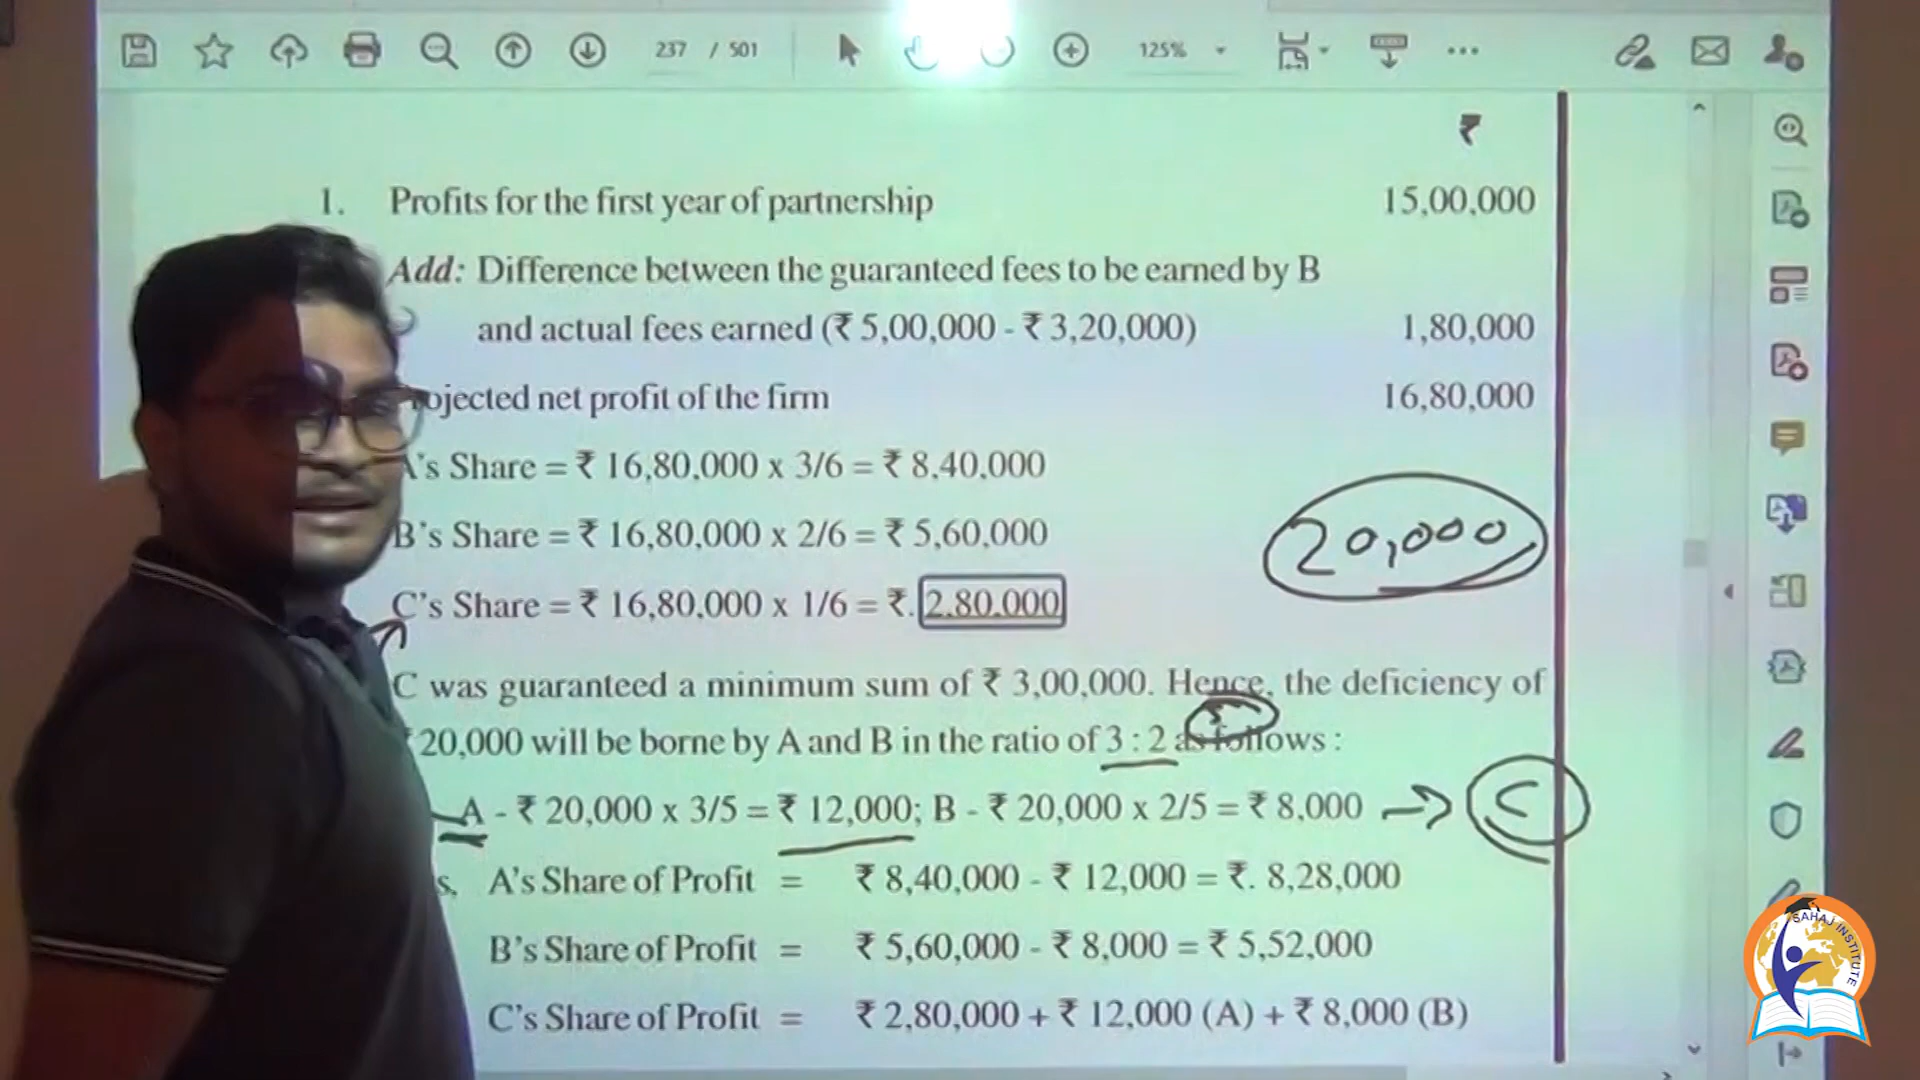 237 / 501
125%
₹
1. Profits for the first year of partnership 15,00,000
Add: Difference between the guaranteed fees to be earned by B
and actual fees earned (₹ 5,00,000 - ₹ 3,20,000) 1,80,000
ojected net profit of the firm 16,80,000
A's Share = ₹ 16,80,000 x 3/6 = ₹ 8,40,000
B's Share = ₹ 16,80,000 x 2/6 = ₹ 5,60,000
20,000
C's Share = ₹ 16,80,000 x 1/6 = ₹. 2,80,000
C was guaranteed a minimum sum of ₹ 3,00,000. Hence, the deficiency of
₹ 20,000 will be borne by A and B in the ratio of 3 : 2 as follows :
A - ₹ 20,000 x 3/5 = ₹ 12,000; B - ₹ 20,000 x 2/5 = ₹ 8,000 → C
s, A's Share of Profit = ₹ 8,40,000 - ₹ 12,000 = ₹. 8,28,000
B's Share of Profit = ₹ 5,60,000 - ₹ 8,000 = ₹ 5,52,000
C's Share of Profit = ₹ 2,80,000 + ₹ 12,000 (A) + ₹ 8,000 (B)
SAHAJ INSTITUTE